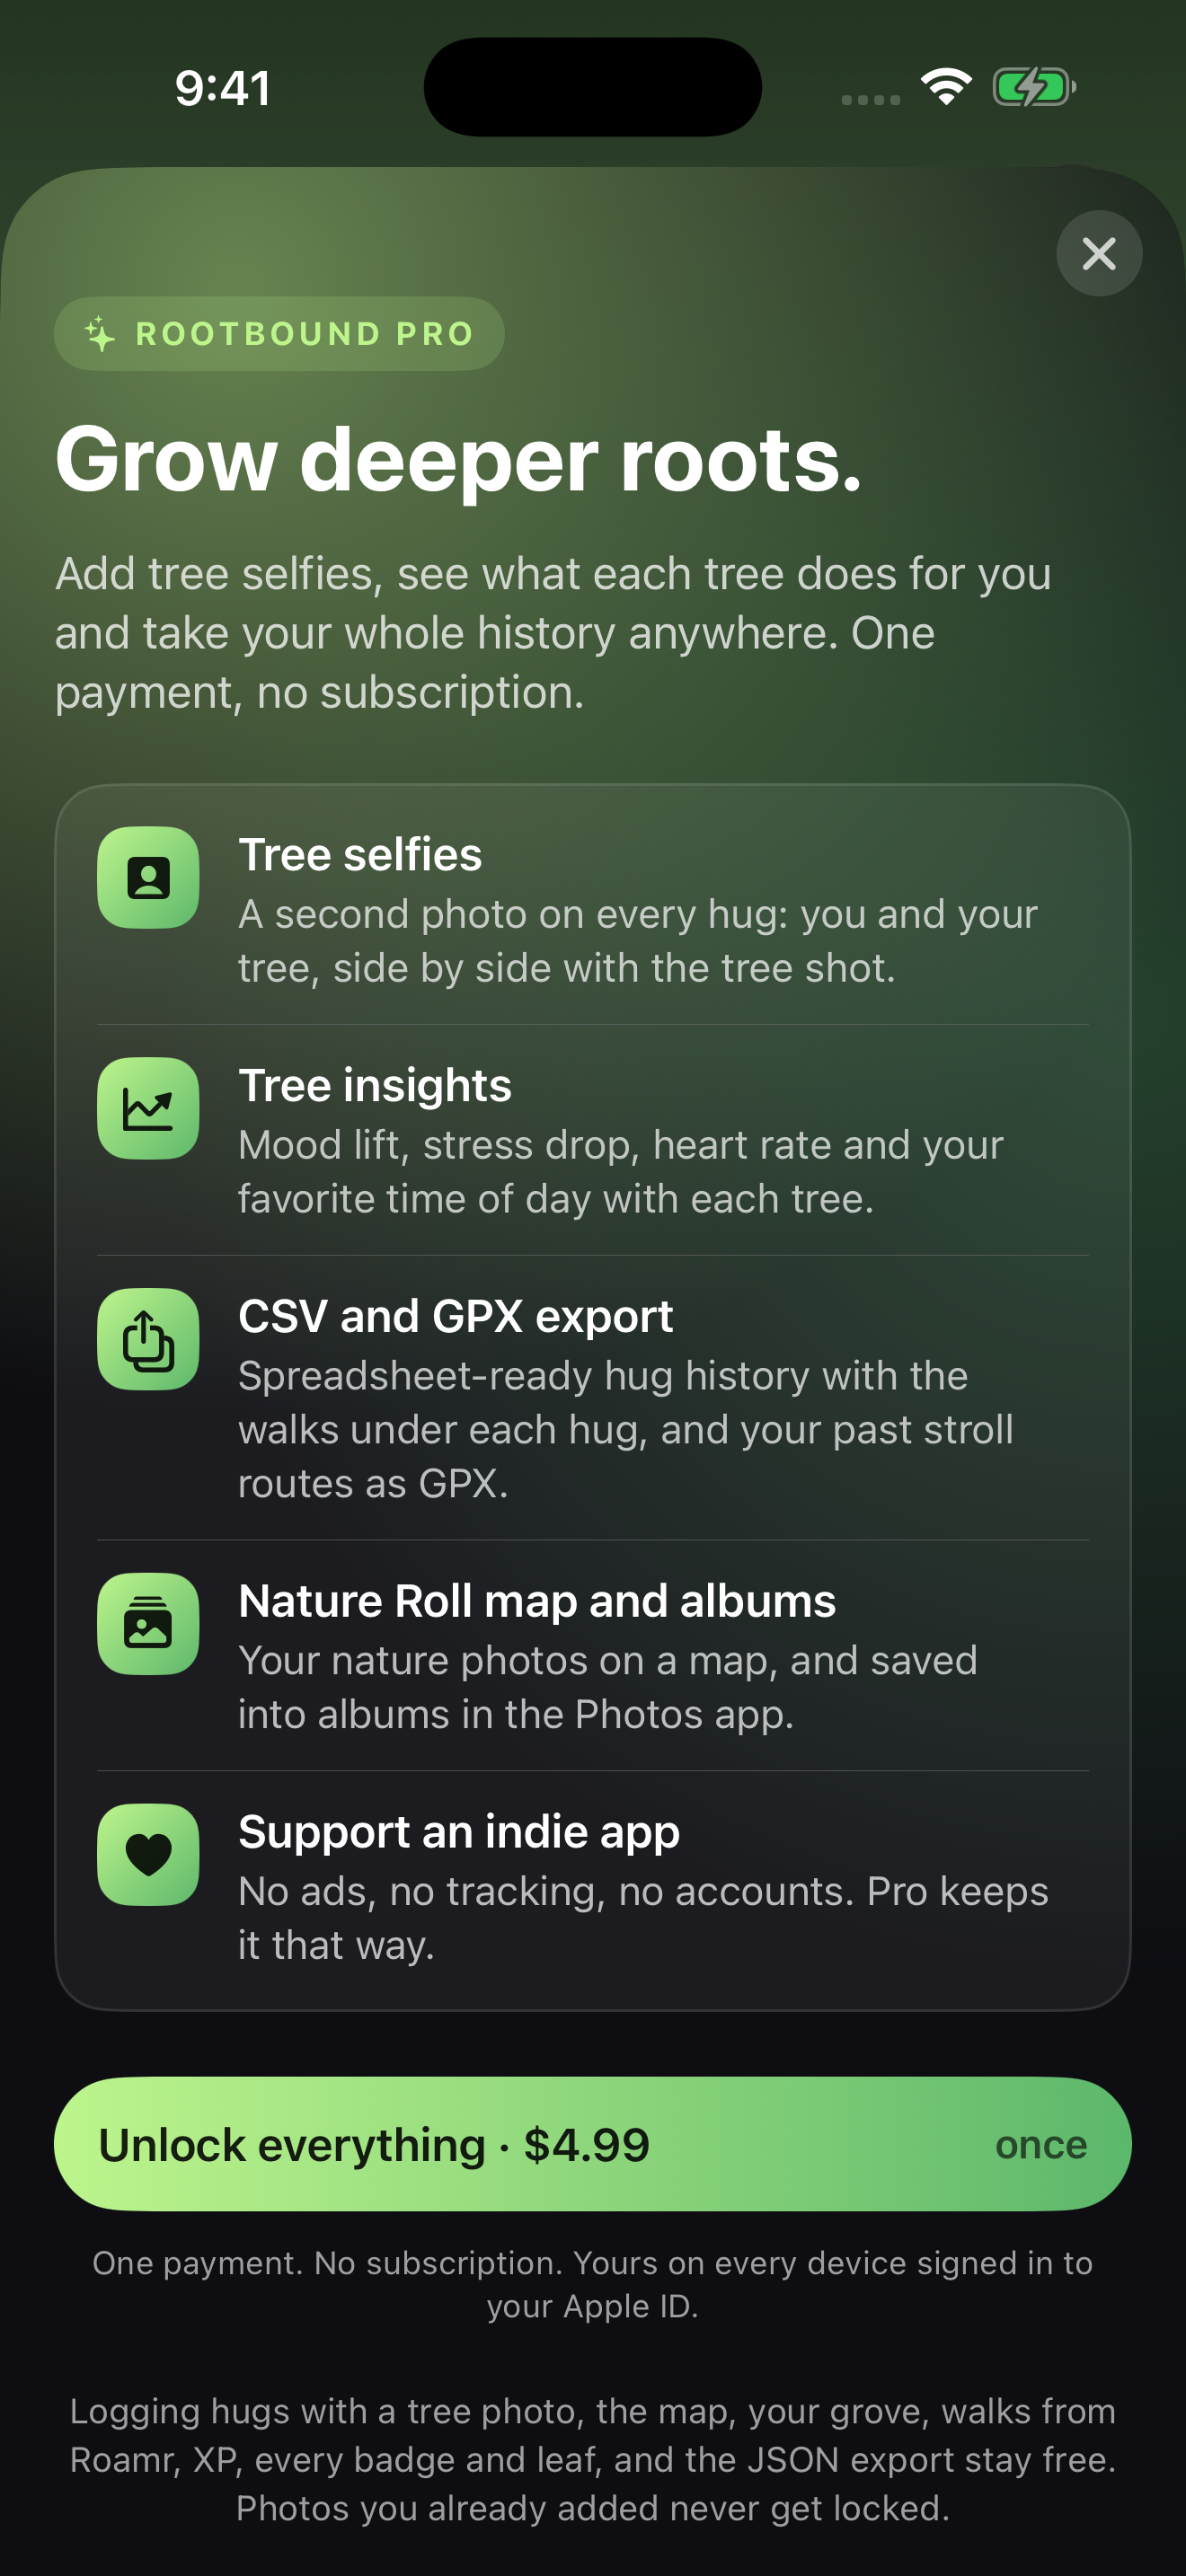 9:41
ROOTBOUND PRO
Grow deeper roots.
Add tree selfies, see what each tree does for you
and take your whole history anywhere. One
payment, no subscription.
Tree selfies
A second photo on every hug: you and your
tree, side by side with the tree shot.
Tree insights
Mood lift, stress drop, heart rate and your
favorite time of day with each tree.
CSV and GPX export
Spreadsheet-ready hug history with the
walks under each hug, and your past stroll
routes as GPX.
Nature Roll map and albums
Your nature photos on a map, and saved
into albums in the Photos app.
Support an indie app
No ads, no tracking, no accounts. Pro keeps
it that way.
Unlock everything · $4.99 once
One payment. No subscription. Yours on every device signed in to
your Apple ID.
Logging hugs with a tree photo, the map, your grove, walks from
Roamr, XP, every badge and leaf, and the JSON export stay free.
Photos you already added never get locked.